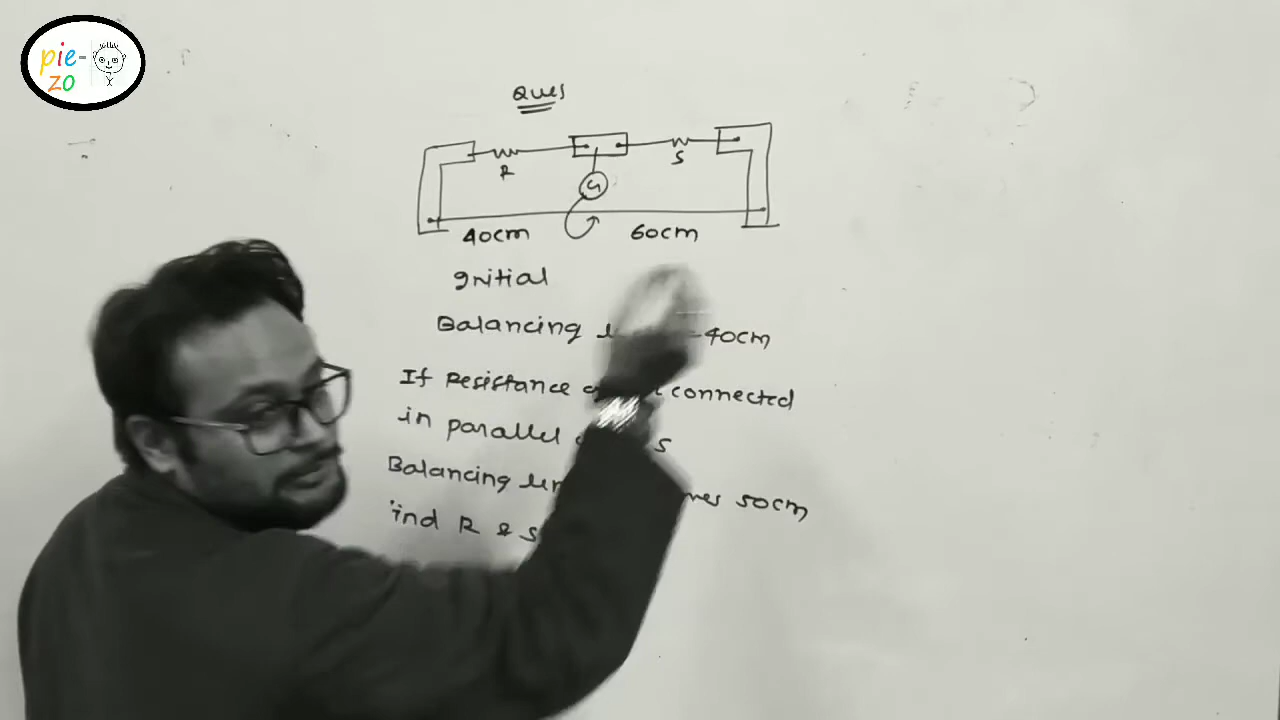 pie-
zo
Ques
R
S
G
40cm
60cm
Initial
Balancing 40cm
If Resistance connected
in parallel S
Balancing 50cm
ind R & S